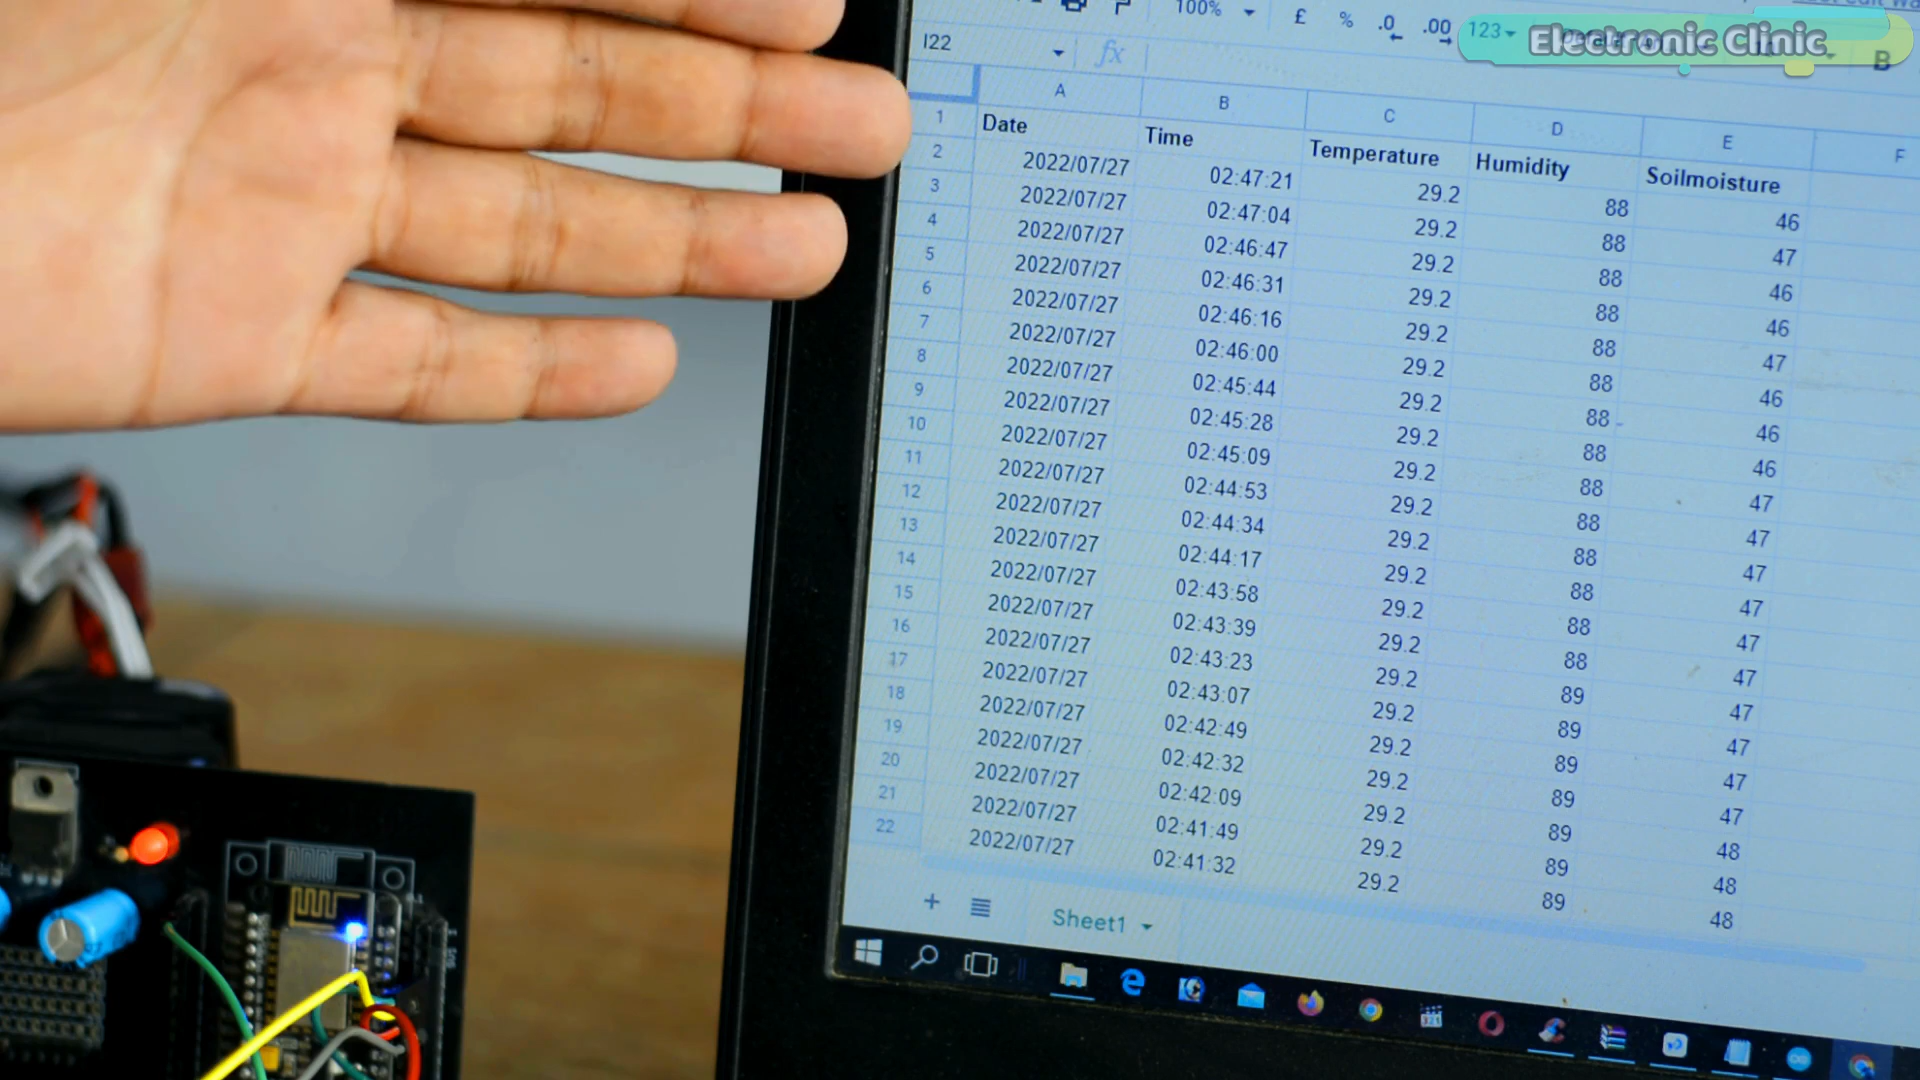 Electronic Clinic
100% £ % .0 .00 123
B
I22 fx
A B C D E F
1 Date Time Temperature Humidity Soilmoisture
2 2022/07/27 02:47:21 29.2 88 46
3 2022/07/27 02:47:04 29.2 88 47
4 2022/07/27 02:46:47 29.2 88 46
5 2022/07/27 02:46:31 29.2 88 46
6 2022/07/27 02:46:16 29.2 88 47
7 2022/07/27 02:46:00 29.2 88 46
8 2022/07/27 02:45:44 29.2 88 46
9 2022/07/27 02:45:28 29.2 88 46
10 2022/07/27 02:45:09 29.2 88 47
11 2022/07/27 02:44:53 29.2 88 47
12 2022/07/27 02:44:34 29.2 88 47
13 2022/07/27 02:44:17 29.2 88 47
14 2022/07/27 02:43:58 29.2 88 47
15 2022/07/27 02:43:39 29.2 88 47
16 2022/07/27 02:43:23 29.2 89 47
17 2022/07/27 02:43:07 29.2 89 47
18 2022/07/27 02:42:49 29.2 89 47
19 2022/07/27 02:42:32 29.2 89 47
20 2022/07/27 02:42:09 29.2 89 48
21 2022/07/27 02:41:49 29.2 89 48
22 2022/07/27 02:41:32 29.2 89 48
Sheet1